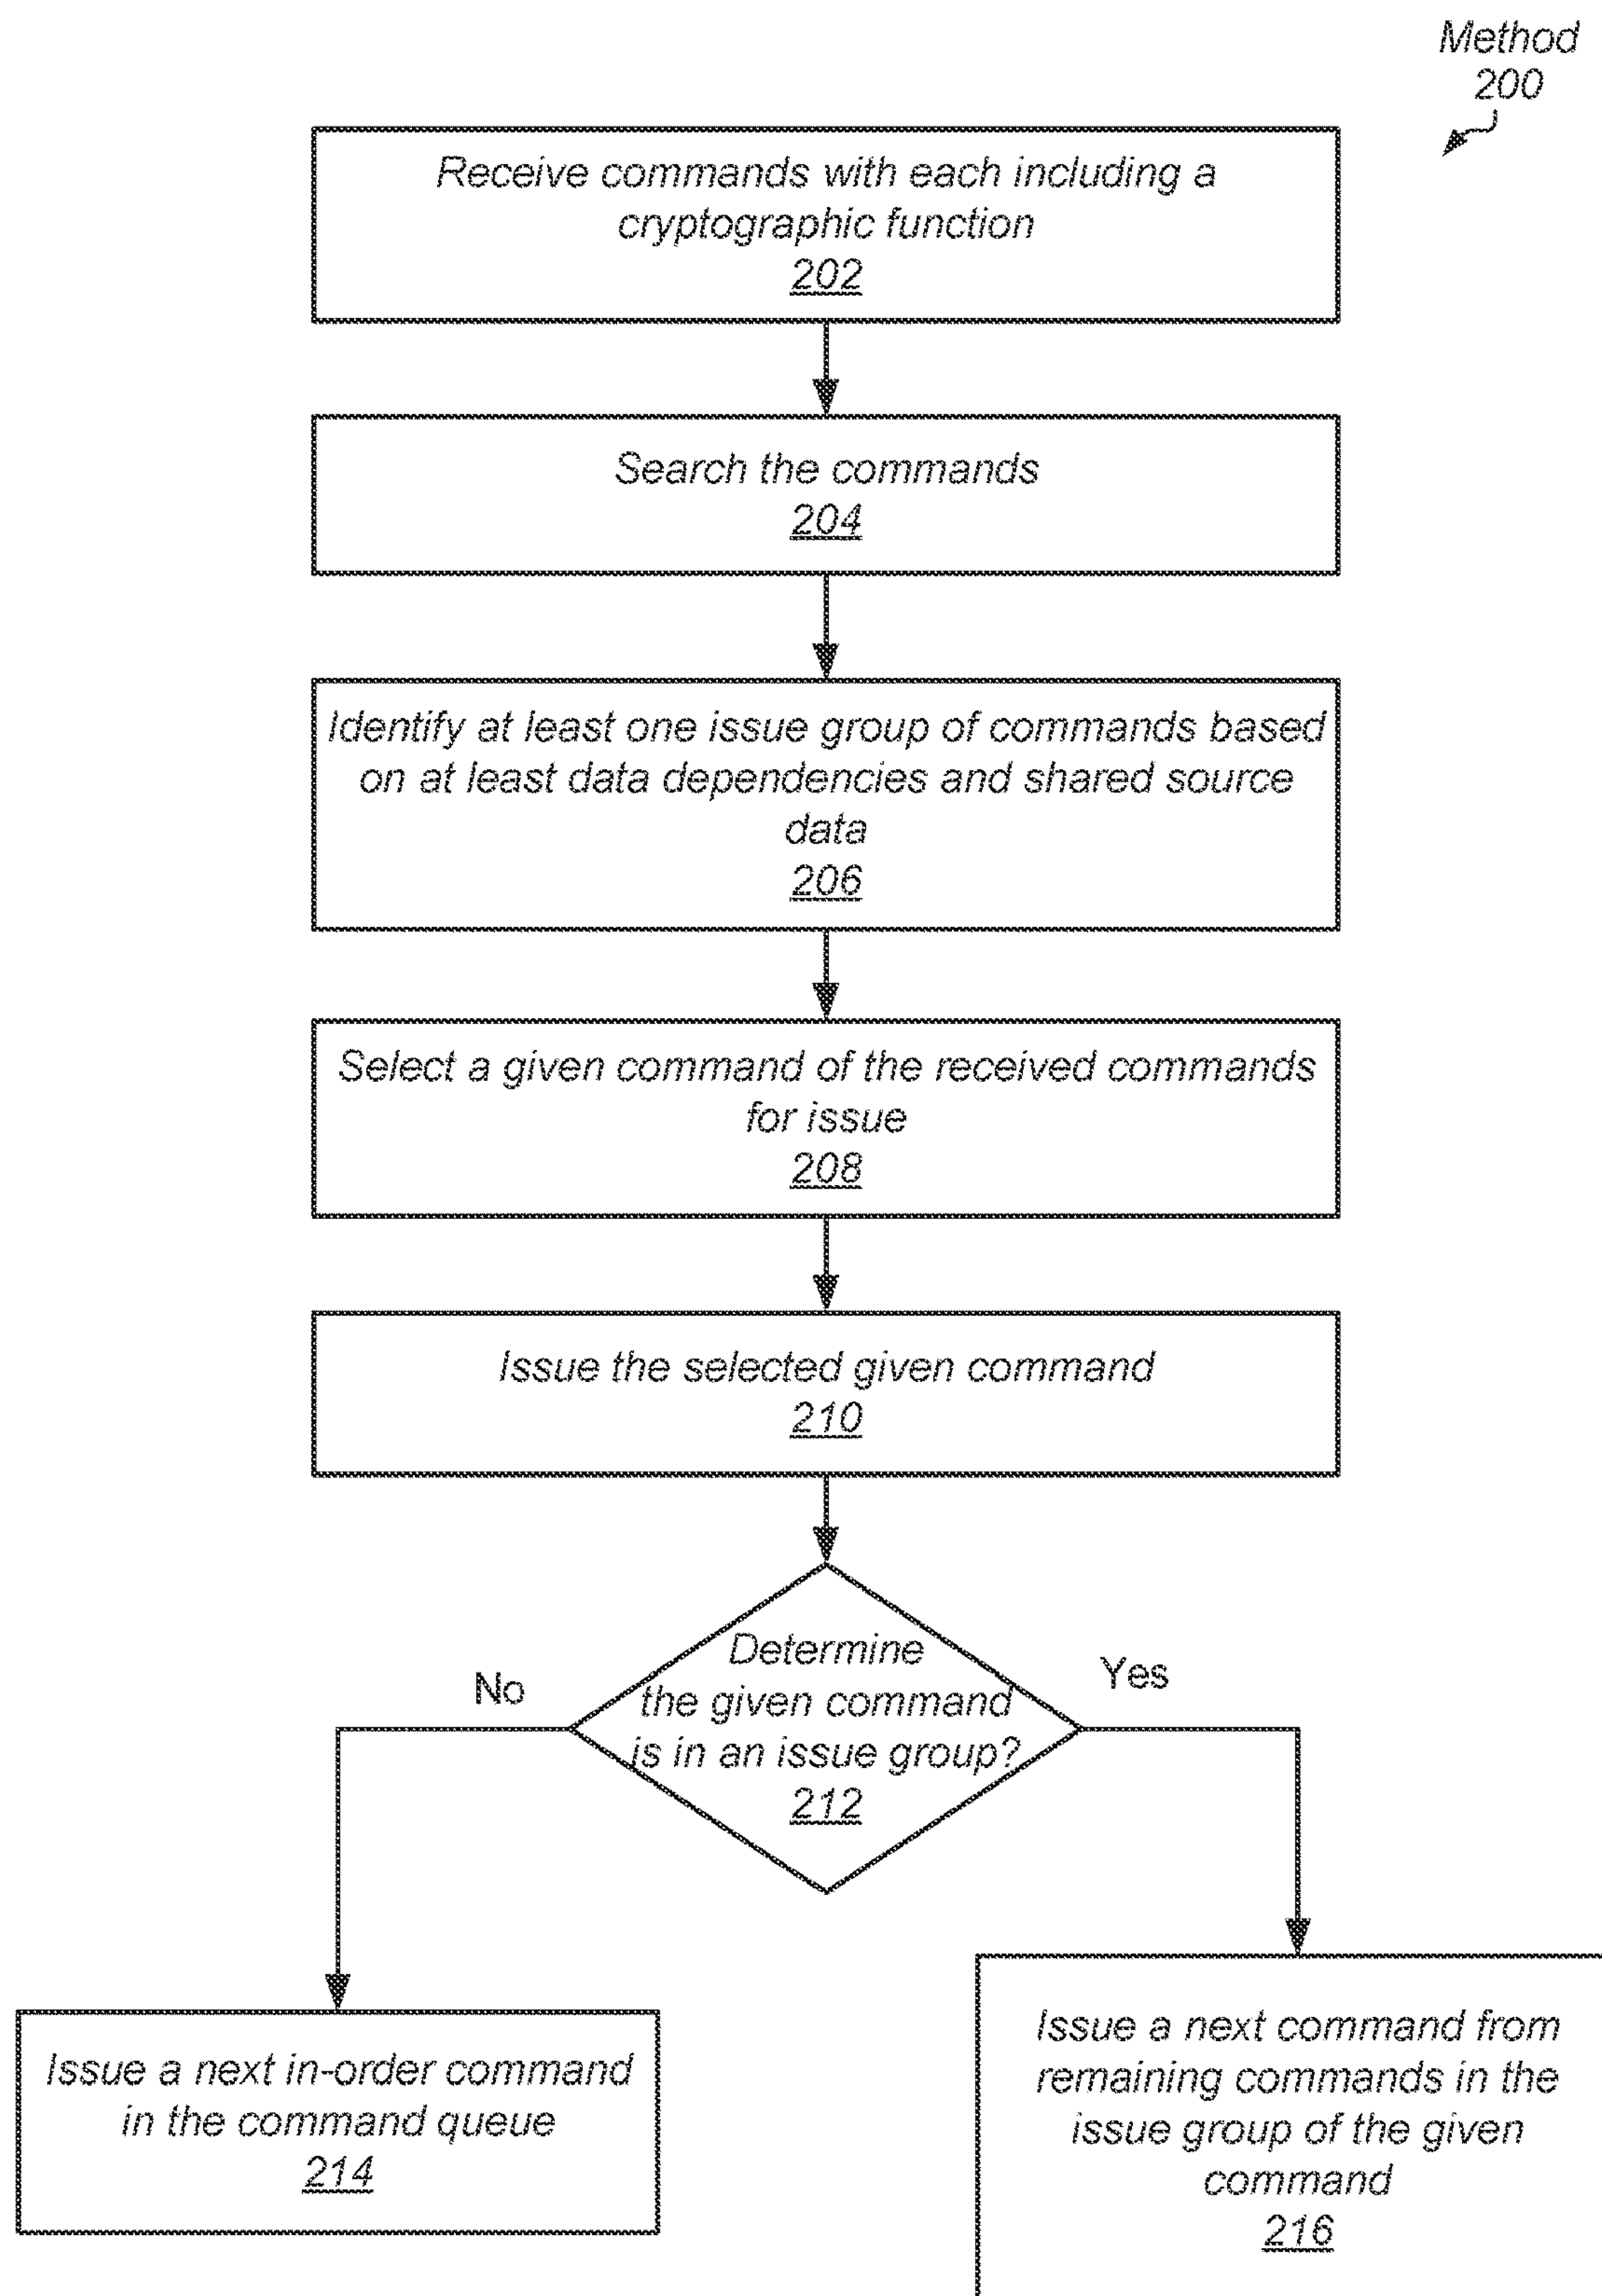 Method
200
Receive commands with each including a
cryptographic function
202
Search the commands
204
Identify at least one issue group of commands based
on at least data dependencies and shared source
data
206
Select a given command of the received commands
for issue
208
Issue the selected given command
210
Determine
the given command
is in an issue group?
212
No
Yes
Issue a next in-order command
in the command queue
214
Issue a next command from
remaining commands in the
issue group of the given
command
216